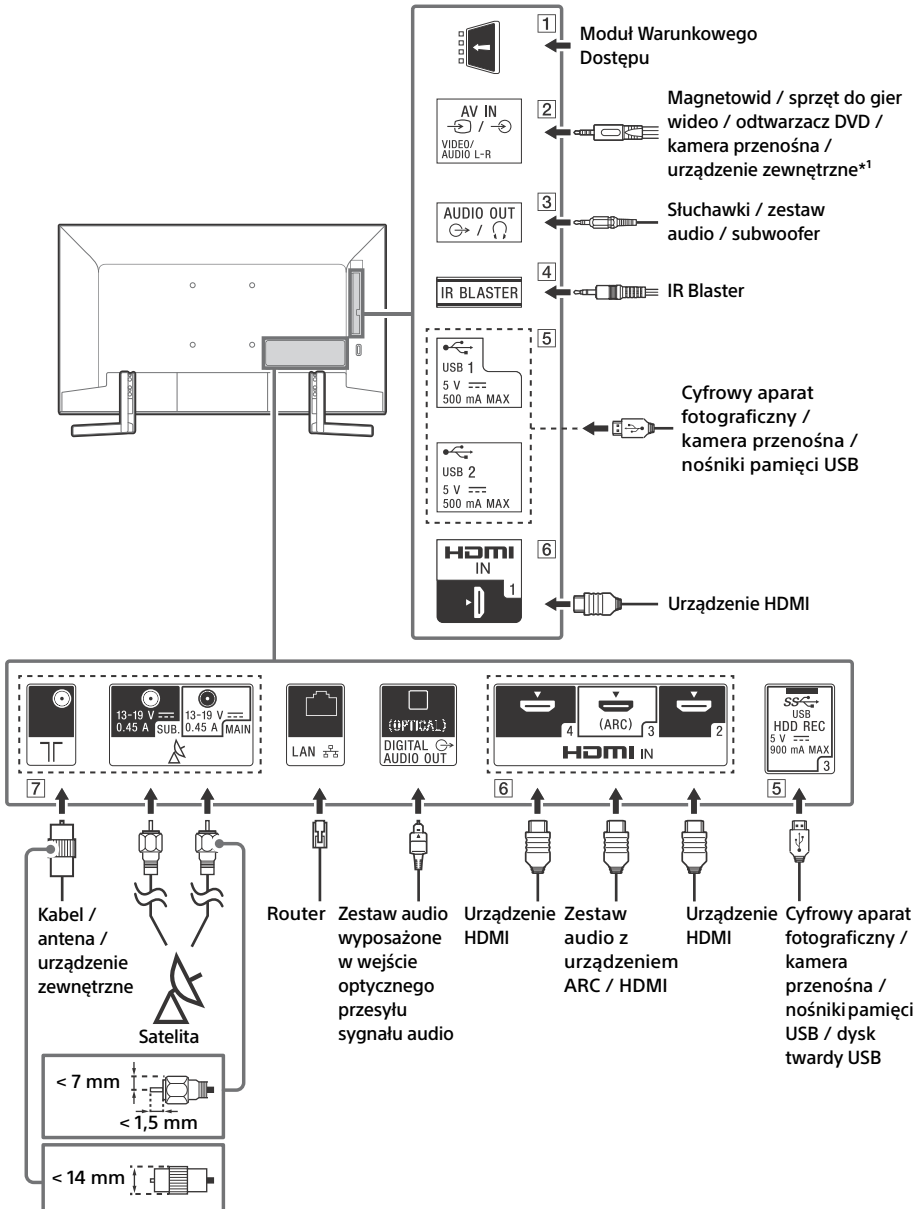 1
Moduł Warunkowego
Dostępu
AV IN
/
VIDEO/
AUDIO L-R
2
Magnetowid / sprzęt do gier
wideo / odtwarzacz DVD /
kamera przenośna /
urządzenie zewnętrzne*1
AUDIO OUT
/
3
Słuchawki / zestaw
audio / subwoofer
4
IR BLASTER
IR Blaster
5
USB 1
5 V
500 mA MAX
USB 2
5 V
500 mA MAX
Cyfrowy aparat
fotograficzny /
kamera przenośna /
nośniki pamięci USB
HDMI
IN
1
6
Urządzenie HDMI
7
13-19 V
0.45 A SUB.
13-19 V
0.45 A MAIN
LAN
(OPTICAL)
DIGITAL
AUDIO OUT
6
4
(ARC) 3
2
HDMI IN
5
SS
USB
HDD REC
5 V
900 mA MAX
3
Kabel /
antena /
urządzenie
zewnętrzne
Satelita
Router
Zestaw audio
wyposażone
w wejście
optycznego
przesyłu
sygnału audio
Urządzenie
HDMI
Zestaw
audio z
urządzeniem
ARC / HDMI
Urządzenie
HDMI
Cyfrowy aparat
fotograficzny /
kamera
przenośna /
nośniki pamięci
USB / dysk
twardy USB
< 7 mm
< 1,5 mm
< 14 mm